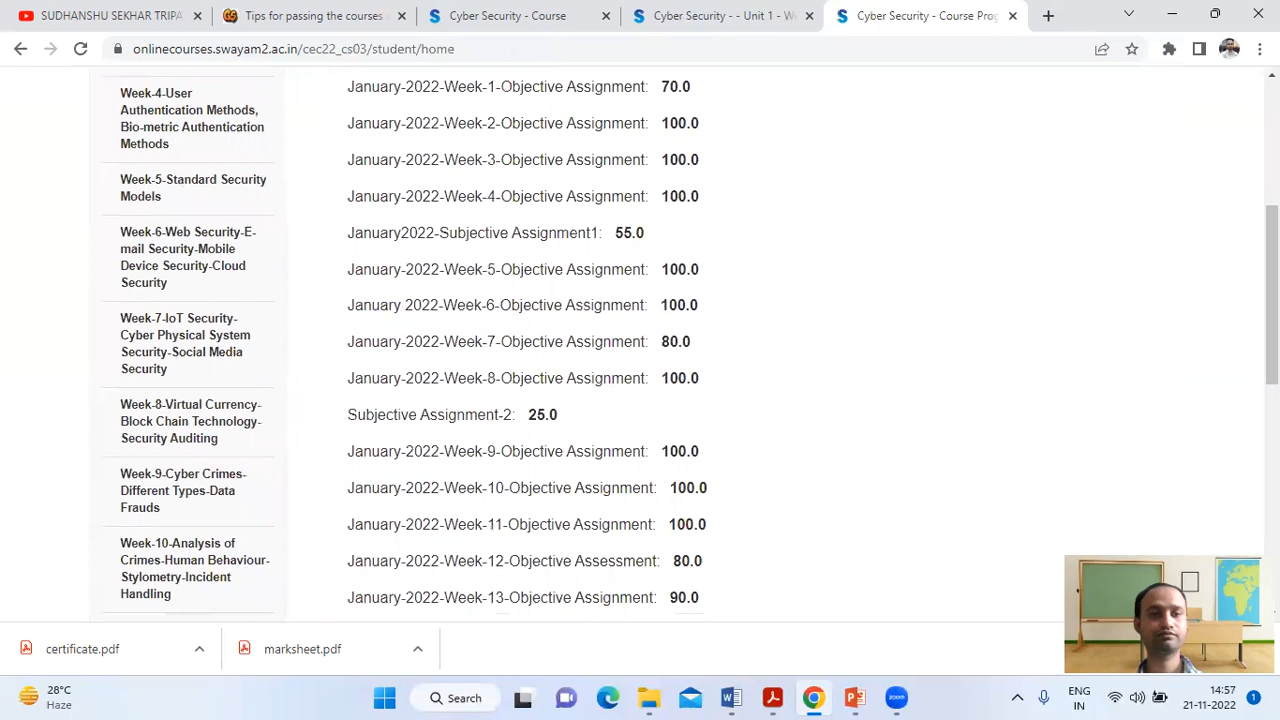 SUDHANSHU SEKHAR TRIPA
Tips for passing the courses o
Cyber Security - Course
Cyber Security - - Unit 1 - W
Cyber Security - Course Prog
onlinecourses.swayam2.ac.in/cec22_cs03/student/home
Week-4-User
Authentication Methods,
Bio-metric Authentication
Methods
Week-5-Standard Security
Models
Week-6-Web Security-E-
mail Security-Mobile
Device Security-Cloud
Security
Week-7-IoT Security-
Cyber Physical System
Security-Social Media
Security
Week-8-Virtual Currency-
Block Chain Technology-
Security Auditing
Week-9-Cyber Crimes-
Different Types-Data
Frauds
Week-10-Analysis of
Crimes-Human Behaviour-
Stylometry-Incident
Handling
January-2022-Week-1-Objective Assignment: 70.0
January-2022-Week-2-Objective Assignment: 100.0
January-2022-Week-3-Objective Assignment: 100.0
January-2022-Week-4-Objective Assignment: 100.0
January2022-Subjective Assignment1: 55.0
January-2022-Week-5-Objective Assignment: 100.0
January 2022-Week-6-Objective Assignment: 100.0
January-2022-Week-7-Objective Assignment: 80.0
January-2022-Week-8-Objective Assignment: 100.0
Subjective Assignment-2: 25.0
January-2022-Week-9-Objective Assignment: 100.0
January-2022-Week-10-Objective Assignment: 100.0
January-2022-Week-11-Objective Assignment: 100.0
January-2022-Week-12-Objective Assessment: 80.0
January-2022-Week-13-Objective Assignment: 90.0
certificate.pdf
marksheet.pdf
28°C
Haze
Search
zoom
ENG
IN
14:57
21-11-2022
1